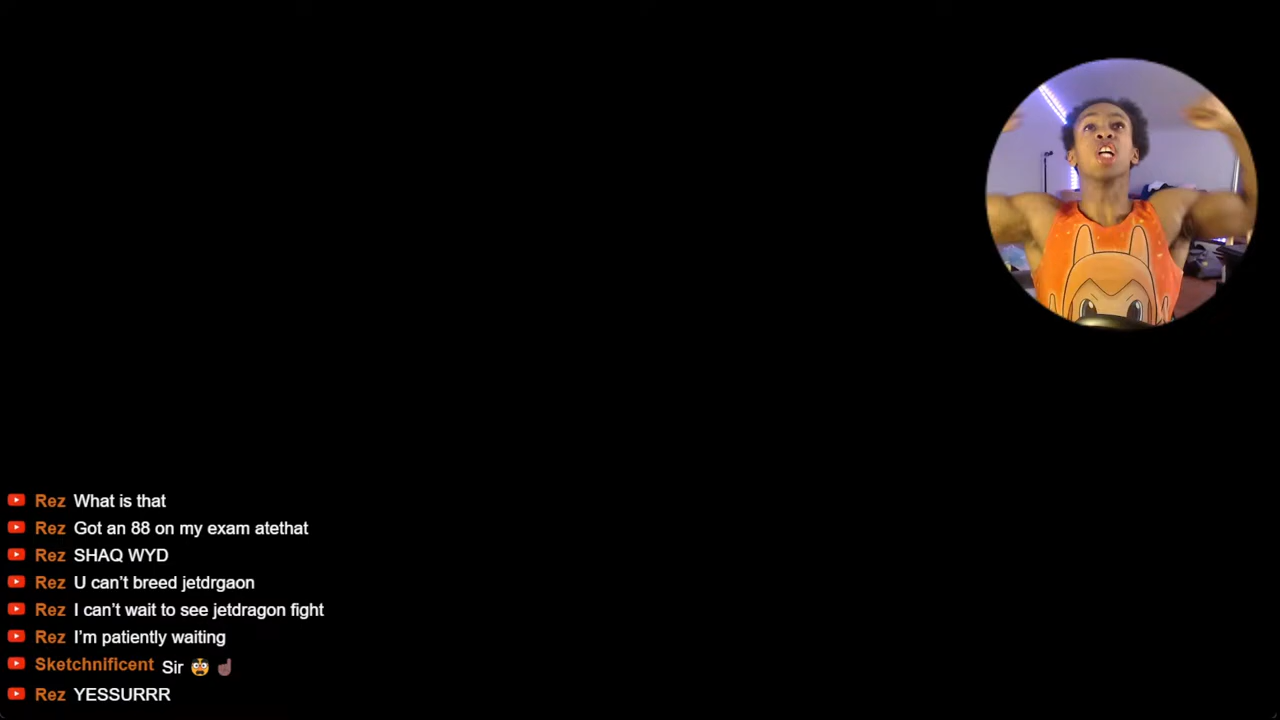 Rez What is that
Rez Got an 88 on my exam atethat
Rez SHAQ WYD
Rez U can’t breed jetdrgaon
Rez I can’t wait to see jetdragon fight
Rez I’m patiently waiting
Sketchnificent Sir 😨 ☝🏿
Rez YESSURRR